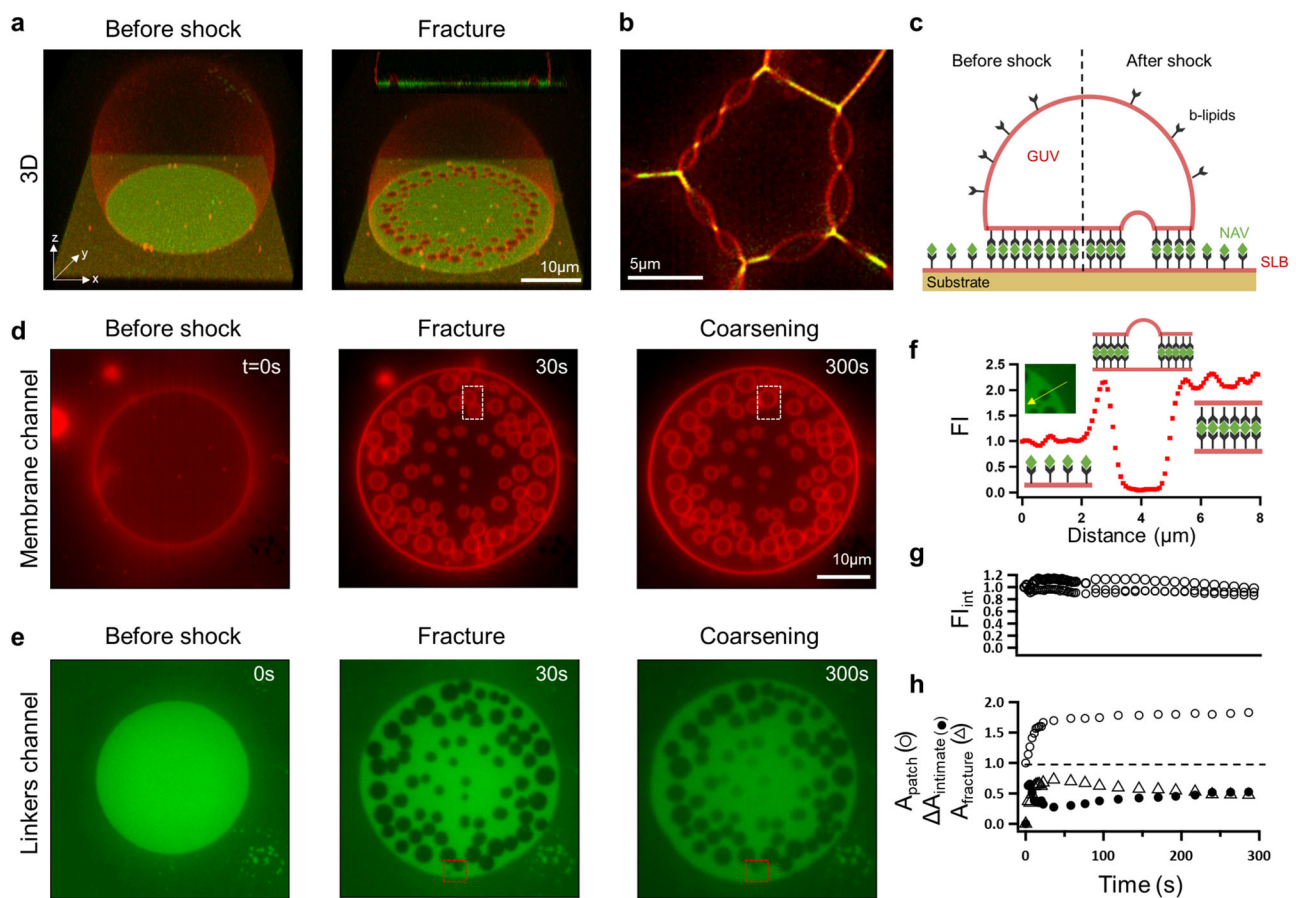 a
Before shock
Fracture
3D
z
y
x
10μm
b
5μm
c
Before shock
After shock
b-lipids
GUV
NAV
SLB
Substrate
d
Before shock
Fracture
Coarsening
Membrane channel
t=0s
30s
300s
10μm
e
Before shock
Fracture
Coarsening
Linkers channel
0s
30s
300s
f
FI
2.5
2.0
1.5
1.0
0.5
0.0
0
2
4
6
8
Distance (μm)
g
FIint
1.2
1.0
0.8
0.6
0.4
0.2
0.0
h
Apatch (○)
ΔAintimate (●)
Afracture (△)
2.0
1.5
1.0
0.5
0.0
0
100
200
300
Time (s)